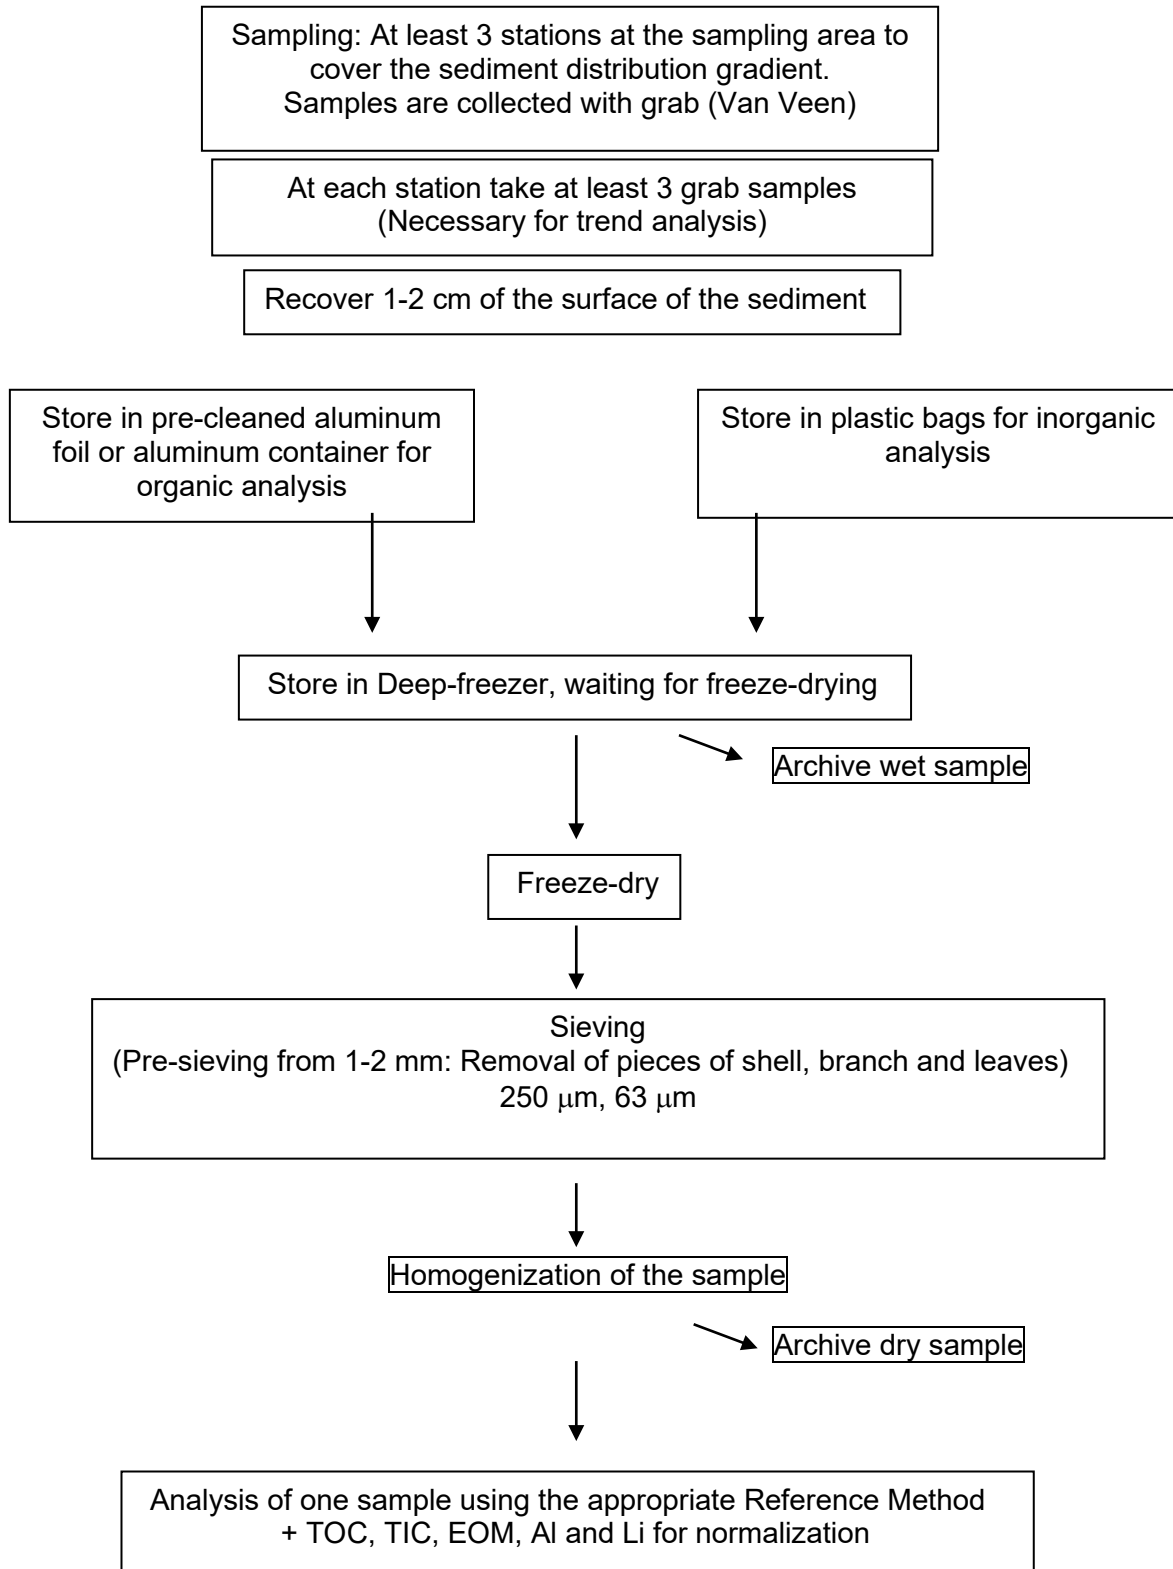 Sampling: At least 3 stations at the sampling area to
cover the sediment distribution gradient.
Samples are collected with grab (Van Veen)
At each station take at least 3 grab samples
(Necessary for trend analysis)
Recover 1-2 cm of the surface of the sediment
Store in pre-cleaned aluminum
foil or aluminum container for
organic analysis
Store in plastic bags for inorganic
analysis
Store in Deep-freezer, waiting for freeze-drying
Archive wet sample
Freeze-dry
Sieving
(Pre-sieving from 1-2 mm: Removal of pieces of shell, branch and leaves)
250 μm, 63 μm
Homogenization of the sample
Archive dry sample
Analysis of one sample using the appropriate Reference Method
+ TOC, TIC, EOM, Al and Li for normalization